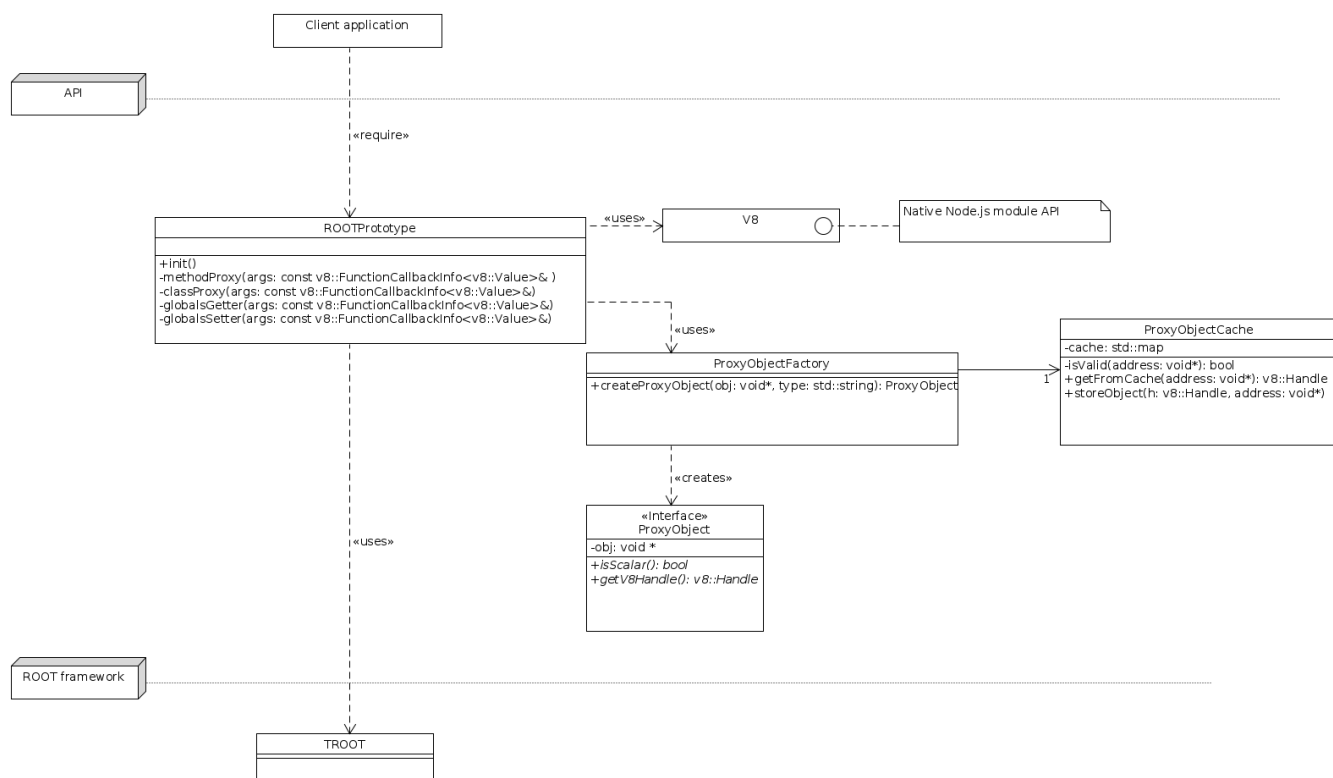 Client application
API
«require»
ROOTPrototype
+init()
-methodProxy(args: const v8::FunctionCallbackInfo<v8::Value>& )
-classProxy(args: const v8::FunctionCallbackInfo<v8::Value>&)
-globalsGetter(args: const v8::FunctionCallbackInfo<v8::Value>&)
-globalsSetter(args: const v8::FunctionCallbackInfo<v8::Value>&)
«uses»
V8
Native Node.js module API
«uses»
ProxyObjectFactory
+createProxyObject(obj: void*, type: std::string): ProxyObject
1
ProxyObjectCache
-cache: std::map
-isValid(address: void*): bool
+getFromCache(address: void*): v8::Handle
+storeObject(h: v8::Handle, address: void*)
«creates»
«Interface»
ProxyObject
-obj: void *
+isScalar(): bool
+getV8Handle(): v8::Handle
«uses»
ROOT framework
TROOT